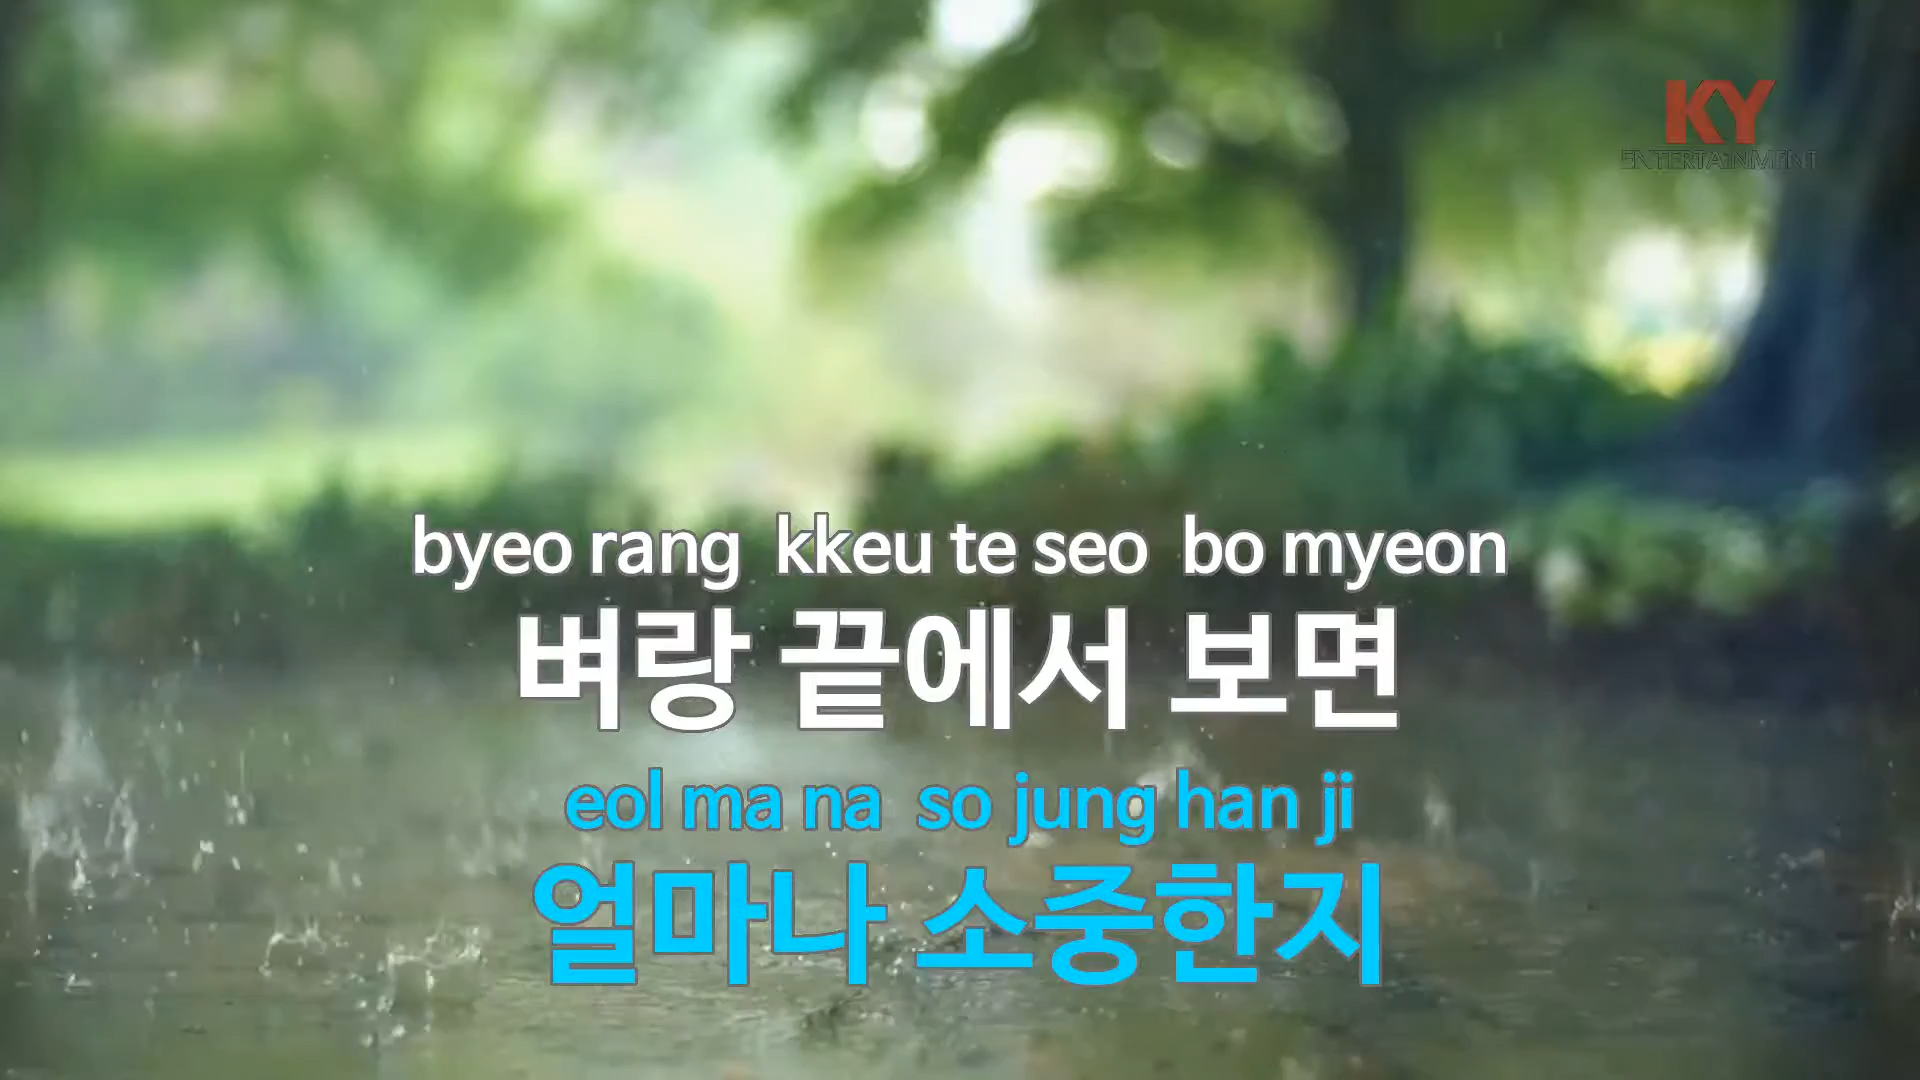 KY
ENTERTAINMENT
byeo rang kkeu te seo bo myeon
벼랑 끝에서 보면
eol ma na so jung han ji
얼마나 소중한지